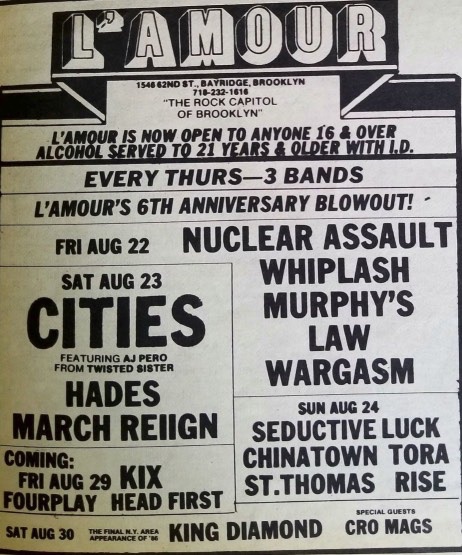 L'AMOUR
1546 62ND ST., BAYRIDGE, BROOKLYN
718-232-1616
"THE ROCK CAPITOL
OF BROOKLYN"
L'AMOUR IS NOW OPEN TO ANYONE 16 & OVER
ALCOHOL SERVED TO 21 YEARS & OLDER WITH I.D.
EVERY THURS—3 BANDS
L'AMOUR'S 6TH ANNIVERSARY BLOWOUT!
FRI AUG 22 NUCLEAR ASSAULT
WHIPLASH
MURPHY'S
LAW
WARGASM
SAT AUG 23
CITIES
FEATURING AJ PERO
FROM TWISTED SISTER
HADES
MARCH REIIGN
SUN AUG 24
SEDUCTIVE LUCK
CHINATOWN TORA
ST. THOMAS RISE
COMING:
FRI AUG 29 KIX
FOURPLAY HEAD FIRST
SAT AUG 30 THE FINAL N.Y. AREA
APPEARANCE OF '86 KING DIAMOND
SPECIAL GUESTS
CRO MAGS